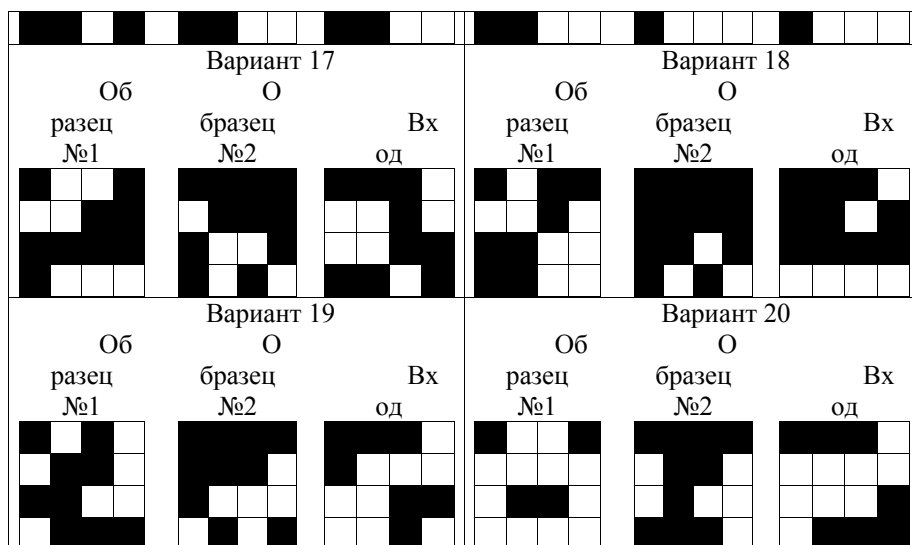 Вариант 17
Об
О
разец
бразец
Вх
№1
№2
од
Вариант 18
Об
О
разец
бразец
Вх
№1
№2
од
Вариант 19
Об
О
разец
бразец
Вх
№1
№2
од
Вариант 20
Об
О
разец
бразец
Вх
№1
№2
од